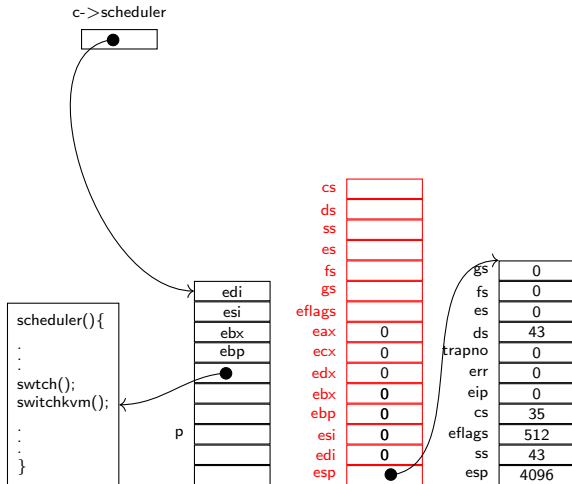 c->scheduler
cs
ds
ss
es
fs
gs
eflags
eax 0
ecx 0
edx 0
ebx 0
ebp 0
esi 0
edi 0
esp
edi
esi
ebx
ebp
p
scheduler(){
.
.
.
swtch();
switchkvm();
.
.
.
}
gs 0
fs 0
es 0
ds 43
trapno 0
err 0
eip 0
cs 35
eflags 512
ss 43
esp 4096